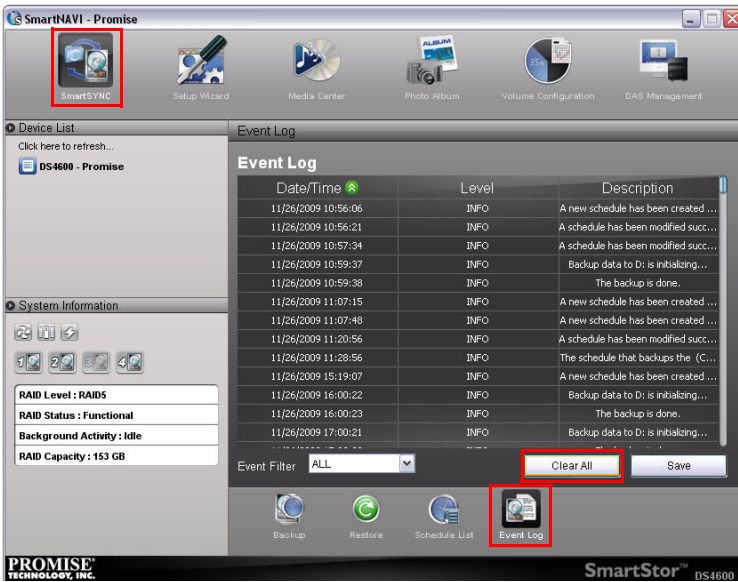 SmartNAVI - Promise
SmartSYNC
Setup Wizard
Media Center
ALBUM
Photo Album
35%
Volume Configuration
DAS Management
Device List
Click here to refresh...
DS4600 - Promise
System Information
1 2 3 4
RAID Level : RAID5
RAID Status : Functional
Background Activity : Idle
RAID Capacity : 153 GB
Event Log
Event Log
Date/Time Level Description
11/26/2009 10:56:06 INFO A new schedule has been created ...
11/26/2009 10:56:21 INFO A schedule has been modified succ...
11/26/2009 10:57:34 INFO A schedule has been modified succ...
11/26/2009 10:59:37 INFO Backup data to D: is initializing...
11/26/2009 10:59:38 INFO The backup is done.
11/26/2009 11:07:15 INFO A new schedule has been created ...
11/26/2009 11:07:48 INFO A new schedule has been created ...
11/26/2009 11:20:56 INFO A schedule has been modified succ...
11/26/2009 11:28:56 INFO The schedule that backups the (C...
11/26/2009 15:19:07 INFO A new schedule has been created ...
11/26/2009 16:00:22 INFO Backup data to D: is initializing...
11/26/2009 16:00:23 INFO The backup is done.
11/26/2009 17:00:21 INFO Backup data to D: is initializing...
Event Filter ALL Clear All Save
Backup
Restore
Schedule List
Event Log
PROMISE®
TECHNOLOGY, INC.
SmartStor™ DS4600